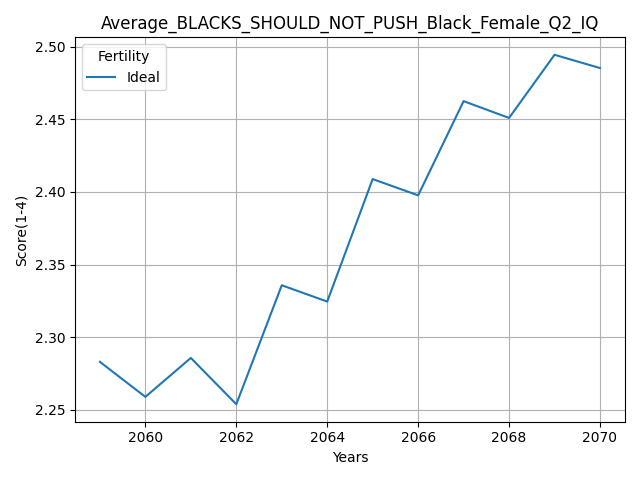 Average_BLACKS_SHOULD_NOT_PUSH_Black_Female_Q2_IQ
Fertility
Ideal
Score(1-4)
2.50
2.45
2.40
2.35
2.30
2.25
2060 2062 2064 2066 2068 2070
Years